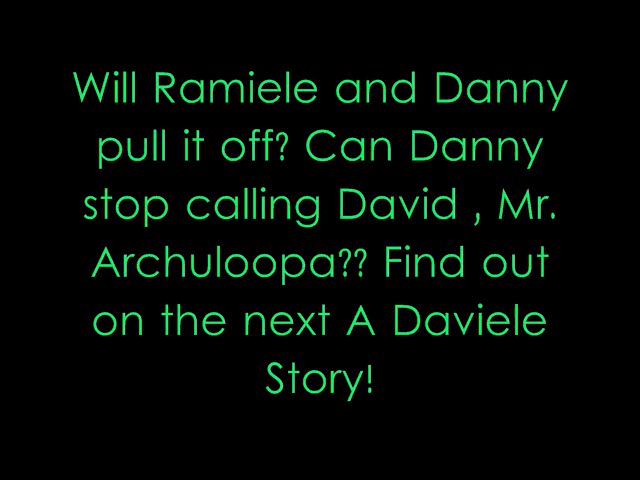 Will Ramiele and Danny
pull it off? Can Danny
stop calling David , Mr.
Archuloopa?? Find out
on the next A Daviele
Story!